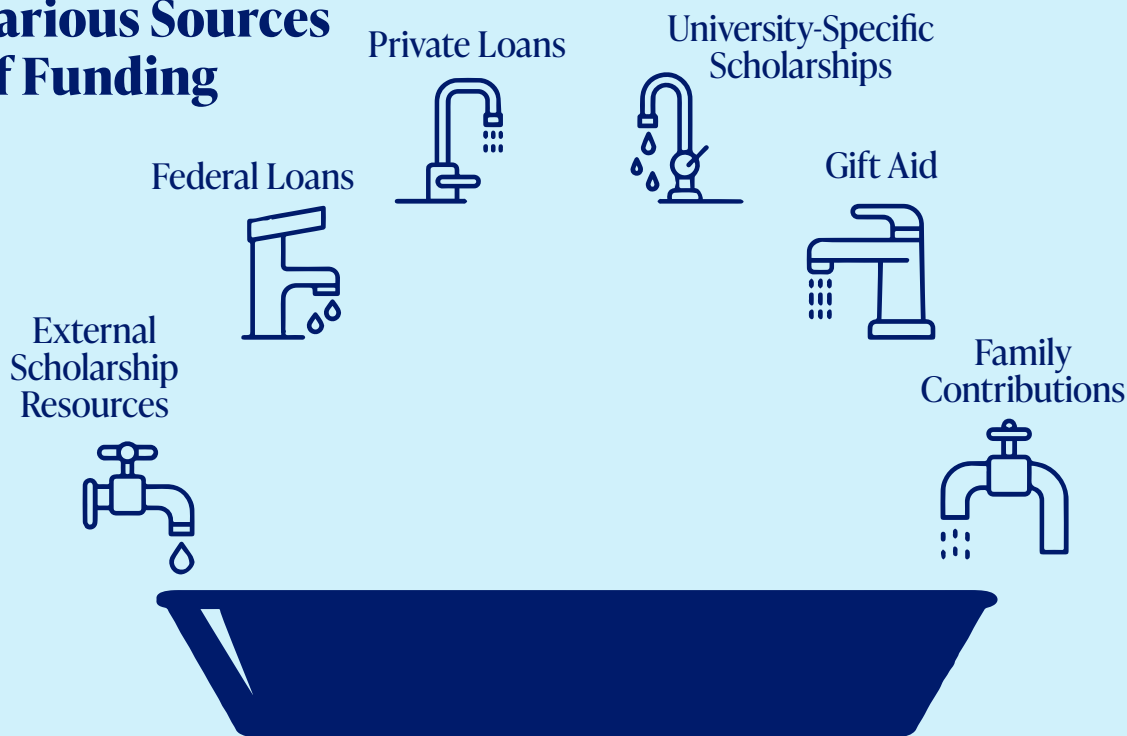 arious Sources
f Funding
Private Loans
University-Specific
Scholarships
Federal Loans
Gift Aid
External
Scholarship
Resources
Family
Contributions